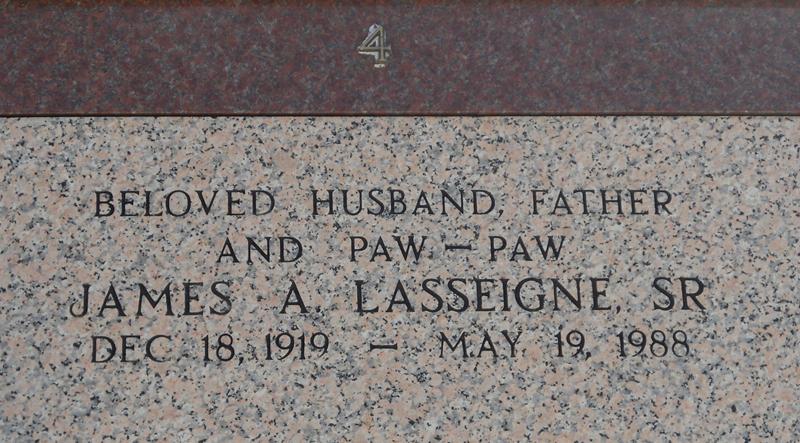 4
BELOVED HUSBAND, FATHER
AND PAW-PAW
JAMES A. LASSEIGNE, SR
DEC. 18, 1919 - MAY 19, 1988